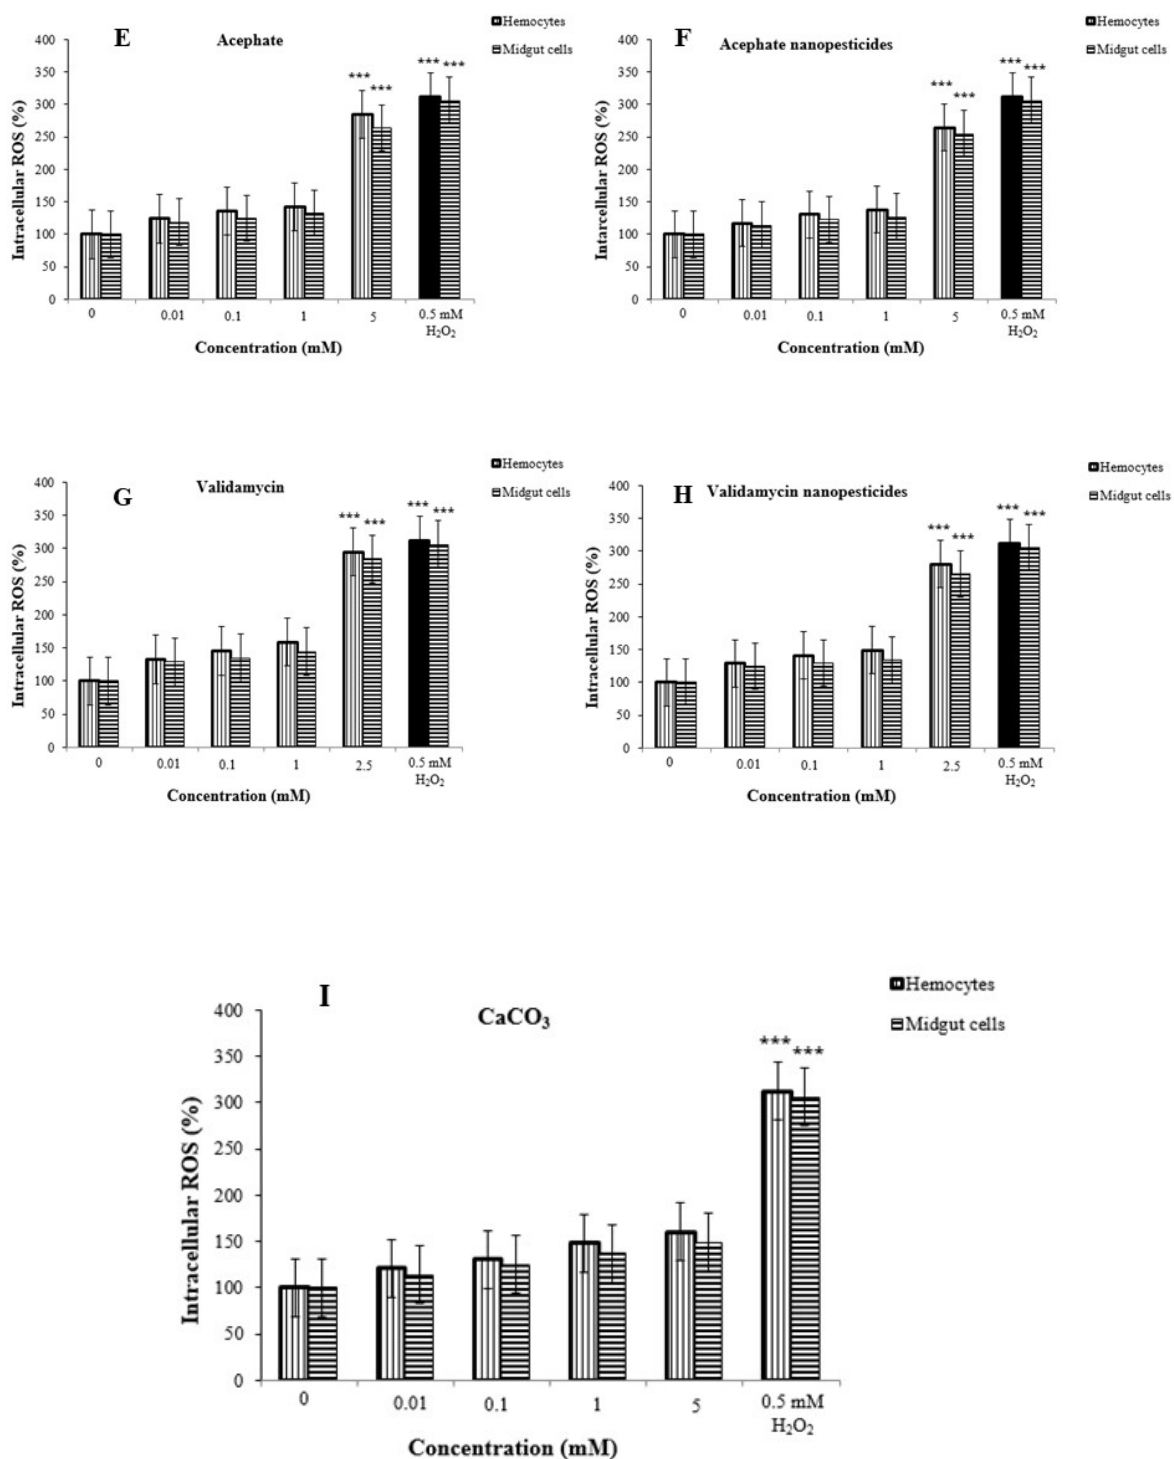 E
Acephate
Hemocytes
Midgut cells
*** *** *** ***
Intracellular ROS (%)
400
350
300
250
200
150
100
50
0
0 0.01 0.1 1 5 0.5 mM
H₂O₂
Concentration (mM)
F
Acephate nanopesticides
Hemocytes
Midgut cells
*** *** *** ***
Intarcellular ROS (%)
400
350
300
250
200
150
100
50
0
0 0.01 0.1 1 5 0.5 mM
H₂O₂
Concentration (mM)
G
Validamycin
Hemocytes
Midgut cells
*** *** *** ***
Intracellular ROS (%)
400
350
300
250
200
150
100
50
0
0 0.01 0.1 1 2.5 0.5 mM
H₂O₂
Concentration (mM)
H
Validamycin nanopesticides
Hemocytes
Midgut cells
*** *** *** ***
Intracellular ROS (%)
400
350
300
250
200
150
100
50
0
0 0.01 0.1 1 2.5 0.5 mM
H₂O₂
Concentration (mM)
I
CaCO₃
Hemocytes
Midgut cells
*** ***
Intracellular ROS (%)
400
350
300
250
200
150
100
50
0
0 0.01 0.1 1 5 0.5 mM
H₂O₂
Concentration (mM)